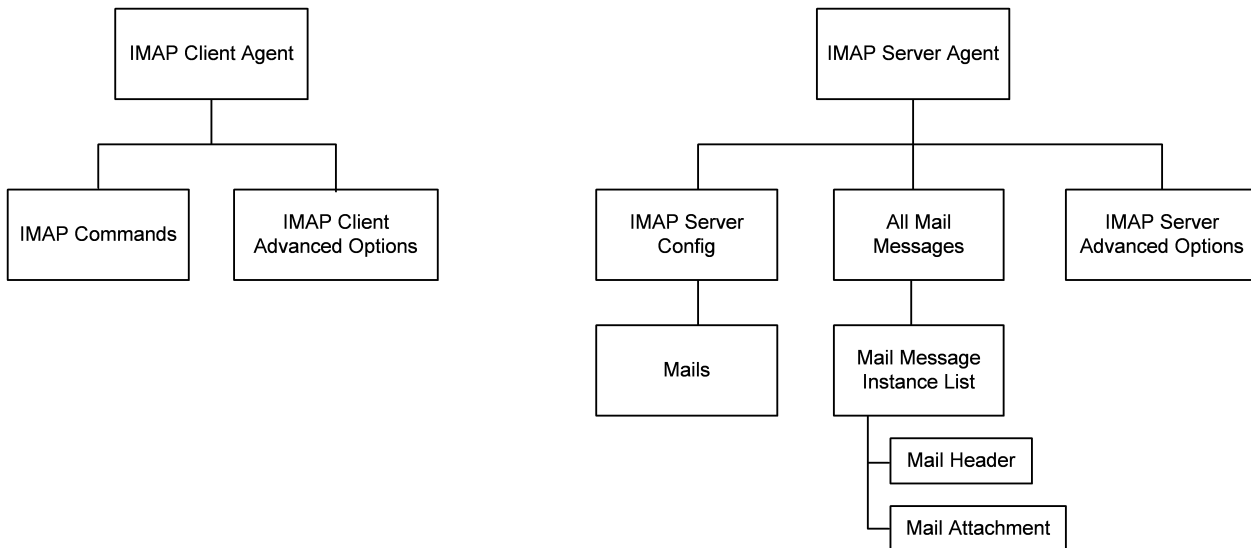 IMAP Client Agent
IMAP Server Agent
IMAP Commands
IMAP Client
Advanced Options
IMAP Server
Config
All Mail
Messages
IMAP Server
Advanced Options
Mails
Mail Message
Instance List
Mail Header
Mail Attachment